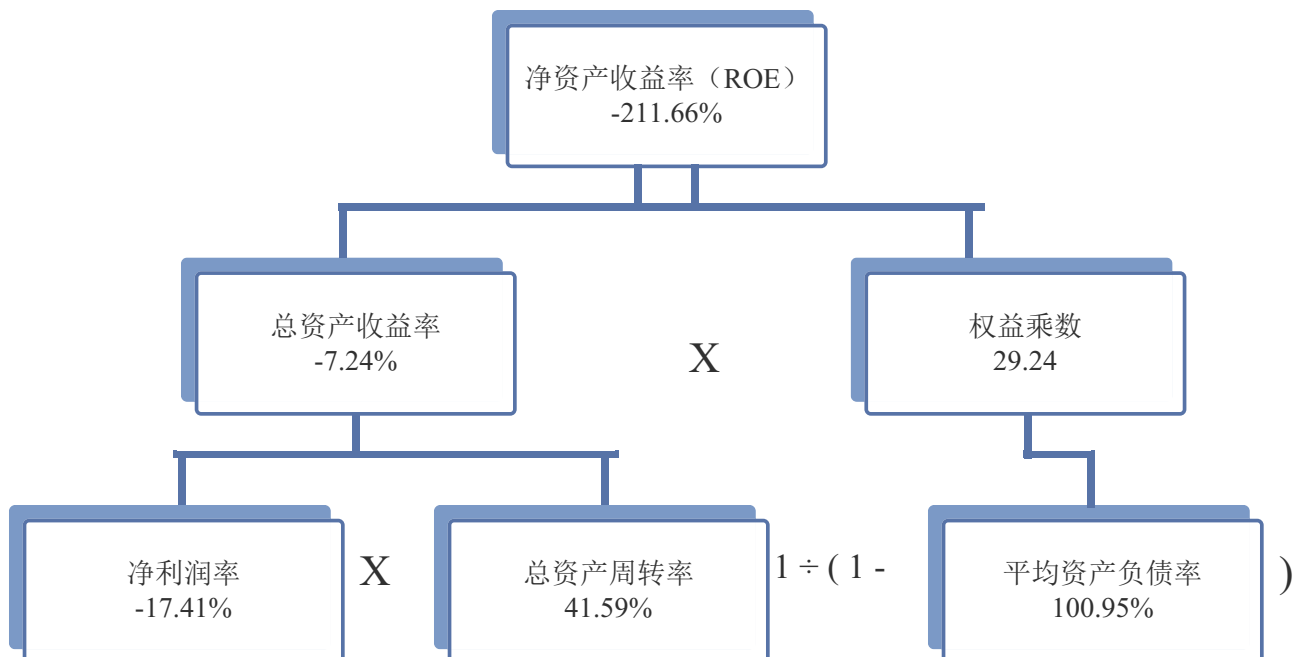 净资产收益率（ROE）
-211.66%
总资产收益率
-7.24%
X
权益乘数
29.24
净利润率
-17.41%
X
总资产周转率
41.59%
1 ÷ ( 1 -
平均资产负债率
100.95%
)